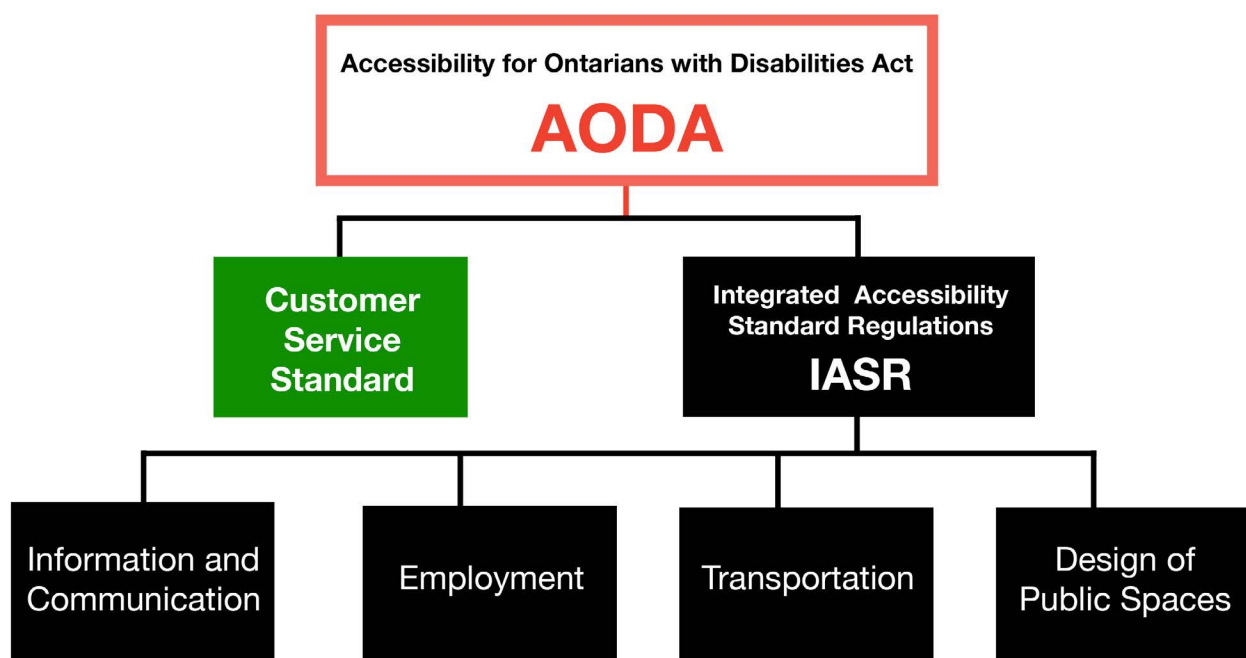 Accessibility for Ontarians with Disabilities Act
AODA
Customer
Service
Standard
Integrated Accessibility
Standard Regulations
IASR
Information and
Communication
Employment
Transportation
Design of
Public Spaces